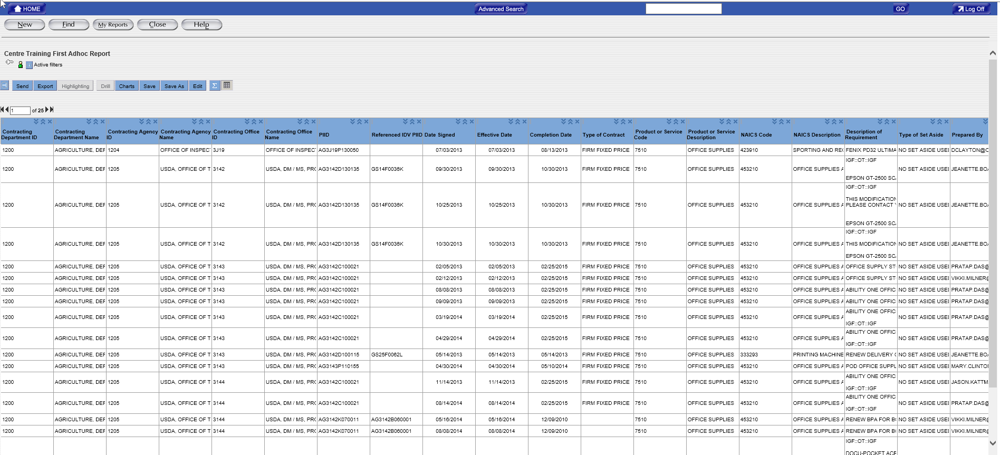 HOME Advanced Search GO Log Off
New Find My Reports Close Help
Centre Training First Adhoc Report
Active filters
Send Export Highlighting Drill Charts Save Save As Edit Σ
1 of 25
Contracting Department ID Contracting Department Name Contracting Agency ID Contracting Agency Name Contracting Office ID Contracting Office Name PIID Referenced IDV PIID Date Signed Effective Date Completion Date Type of Contract Product or Service Code Product or Service Description NAICS Code NAICS Description Description of Requirement Type of Set Aside Prepared By
1200 AGRICULTURE, DEF 1204 OFFICE OF INSPEC 3J19 OFFICE OF INSPEC AG3J19P130050 07/03/2013 07/03/2013 08/13/2013 FIRM FIXED PRICE 7510 OFFICE SUPPLIES 423910 SPORTING AND REC FENIX PD32 ULTIMA NO SET ASIDE USED DCLAYTON@
1200 AGRICULTURE, DEF 1205 USDA, OFFICE OF T 3142 USDA, DM / MS, PRO AG3142D130135 GS14F0036K 09/30/2013 09/30/2013 10/30/2013 FIRM FIXED PRICE 7510 OFFICE SUPPLIES 453210 OFFICE SUPPLIES A IGF::OT::IGF EPSON GT-2500 SC NO SET ASIDE USE JEANETTE.BO
1200 AGRICULTURE, DEF 1205 USDA, OFFICE OF T 3142 USDA, DM / MS, PRO AG3142D130135 GS14F0036K 10/25/2013 10/25/2013 10/30/2013 FIRM FIXED PRICE 7510 OFFICE SUPPLIES 453210 OFFICE SUPPLIES A IGF::OT::IGF THIS MODIFICATION PLEASE CONTACT EPSON GT-2500 SC NO SET ASIDE USE JEANETTE.BO
1200 AGRICULTURE, DEF 1205 USDA, OFFICE OF T 3142 USDA, DM / MS, PRO AG3142D130135 GS14F0036K 10/30/2013 10/30/2013 10/30/2013 FIRM FIXED PRICE 7510 OFFICE SUPPLIES 453210 OFFICE SUPPLIES A IGF::OT::IGF THIS MODIFICATION EPSON GT-2500 SC NO SET ASIDE USE JEANETTE.BO
1200 AGRICULTURE, DEF 1205 USDA, OFFICE OF T 3143 USDA, DM / MS, PRO AG3142C100021 02/05/2013 02/05/2013 02/25/2015 FIRM FIXED PRICE 7510 OFFICE SUPPLIES 453210 OFFICE SUPPLIES A OFFICE SUPPLY ST NO SET ASIDE USE PRATAP.DAS@
1200 AGRICULTURE, DEF 1205 USDA, OFFICE OF T 3143 USDA, DM / MS, PRO AG3142C100021 02/12/2013 02/12/2013 02/25/2015 FIRM FIXED PRICE 7510 OFFICE SUPPLIES 453210 OFFICE SUPPLIES A OFFICE SUPPLY ST NO SET ASIDE USE VIKKI.MILNER@
1200 AGRICULTURE, DEF 1205 USDA, OFFICE OF T 3143 USDA, DM / MS, PRO AG3142C100021 08/08/2013 08/08/2013 02/25/2015 FIRM FIXED PRICE 7510 OFFICE SUPPLIES 453210 OFFICE SUPPLIES A ABILITY ONE OFFIC NO SET ASIDE USE PRATAP.DAS@
1200 AGRICULTURE, DEF 1205 USDA, OFFICE OF T 3143 USDA, DM / MS, PRO AG3142C100021 09/09/2013 09/09/2013 02/25/2015 FIRM FIXED PRICE 7510 OFFICE SUPPLIES 453210 OFFICE SUPPLIES A ABILITY ONE OFFIC NO SET ASIDE USE PRATAP.DAS@
1200 AGRICULTURE, DEF 1205 USDA, OFFICE OF T 3143 USDA, DM / MS, PRO AG3142C100021 03/19/2014 03/19/2014 02/25/2015 FIRM FIXED PRICE 7510 OFFICE SUPPLIES 453210 OFFICE SUPPLIES A ABILITY ONE OFFIC IGF::OT::IGF NO SET ASIDE USE PRATAP.DAS@
1200 AGRICULTURE, DEF 1205 USDA, OFFICE OF T 3143 USDA, DM / MS, PRO AG3142C100021 04/29/2014 04/29/2014 02/25/2015 FIRM FIXED PRICE 7510 OFFICE SUPPLIES 453210 OFFICE SUPPLIES A ABILITY ONE OFFIC IGF::OT::IGF NO SET ASIDE USE PRATAP.DAS@
1200 AGRICULTURE, DEF 1205 USDA, OFFICE OF T 3143 USDA, DM / MS, PRO AG3142D100115 GS25F0062L 05/14/2013 05/14/2013 05/14/2013 FIRM FIXED PRICE 7510 OFFICE SUPPLIES 333293 PRINTING MACHINE RENEW DELIVERY NO SET ASIDE USE JEANETTE.BO
1200 AGRICULTURE, DEF 1205 USDA, OFFICE OF T 3143 USDA, DM / MS, PRO AG3143P110155 04/30/2014 04/30/2014 05/10/2014 FIRM FIXED PRICE 7510 OFFICE SUPPLIES 453210 OFFICE SUPPLIES A POD OFFICE SUPPL NO SET ASIDE USE MARY.CLINTO
1200 AGRICULTURE, DEF 1205 USDA, OFFICE OF T 3144 USDA, DM / MS, PRO AG3142C100021 11/14/2013 11/14/2013 02/25/2015 FIRM FIXED PRICE 7510 OFFICE SUPPLIES 453210 OFFICE SUPPLIES A ABILITY ONE OFFIC IGF::OT::IGF NO SET ASIDE USE JASON.KATTM
1200 AGRICULTURE, DEF 1205 USDA, OFFICE OF T 3144 USDA, DM / MS, PRO AG3142C100021 08/14/2014 08/14/2014 02/25/2015 FIRM FIXED PRICE 7510 OFFICE SUPPLIES 453210 OFFICE SUPPLIES A ABILITY ONE OFFIC IGF::OT::IGF NO SET ASIDE USE PRATAP.DAS@
1200 AGRICULTURE, DEF 1205 USDA, OFFICE OF T 3144 USDA, DM / MS, PRO AG3142K070011 AG3142B060001 05/16/2014 05/16/2014 12/09/2010 7510 OFFICE SUPPLIES 453210 OFFICE SUPPLIES A RENEW BPA FOR B NO SET ASIDE USE VIKKI.MILNER@
1200 AGRICULTURE, DEF 1205 USDA, OFFICE OF T 3144 USDA, DM / MS, PRO AG3142K070011 AG3142B060001 08/08/2014 08/08/2014 12/09/2010 7510 OFFICE SUPPLIES 453210 OFFICE SUPPLIES A RENEW BPA FOR B NO SET ASIDE USE VIKKI.MILNER@
IGF::OT::IGF
DOCU-POCKET ACR